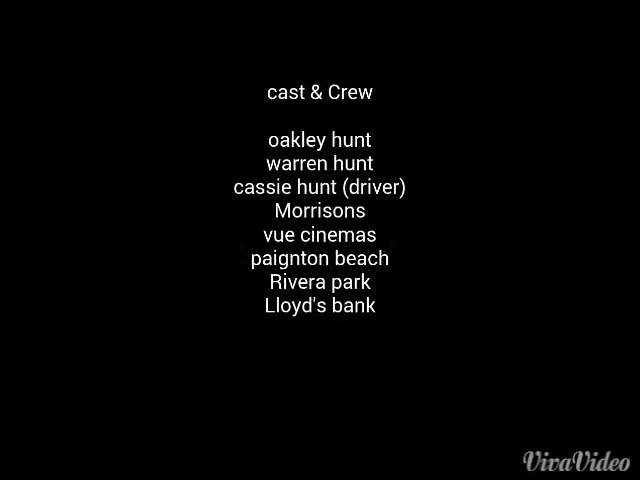 cast & Crew
oakley hunt
warren hunt
cassie hunt (driver)
Morrisons
vue cinemas
paignton beach
Rivera park
Lloyd's bank
VivaVideo